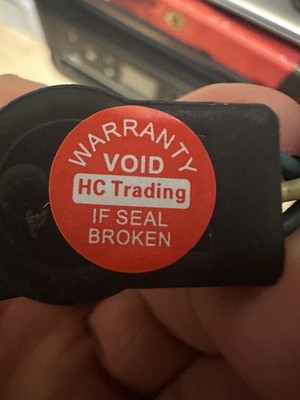 WARRANTY
VOID
HC Trading
IF SEAL
BROKEN